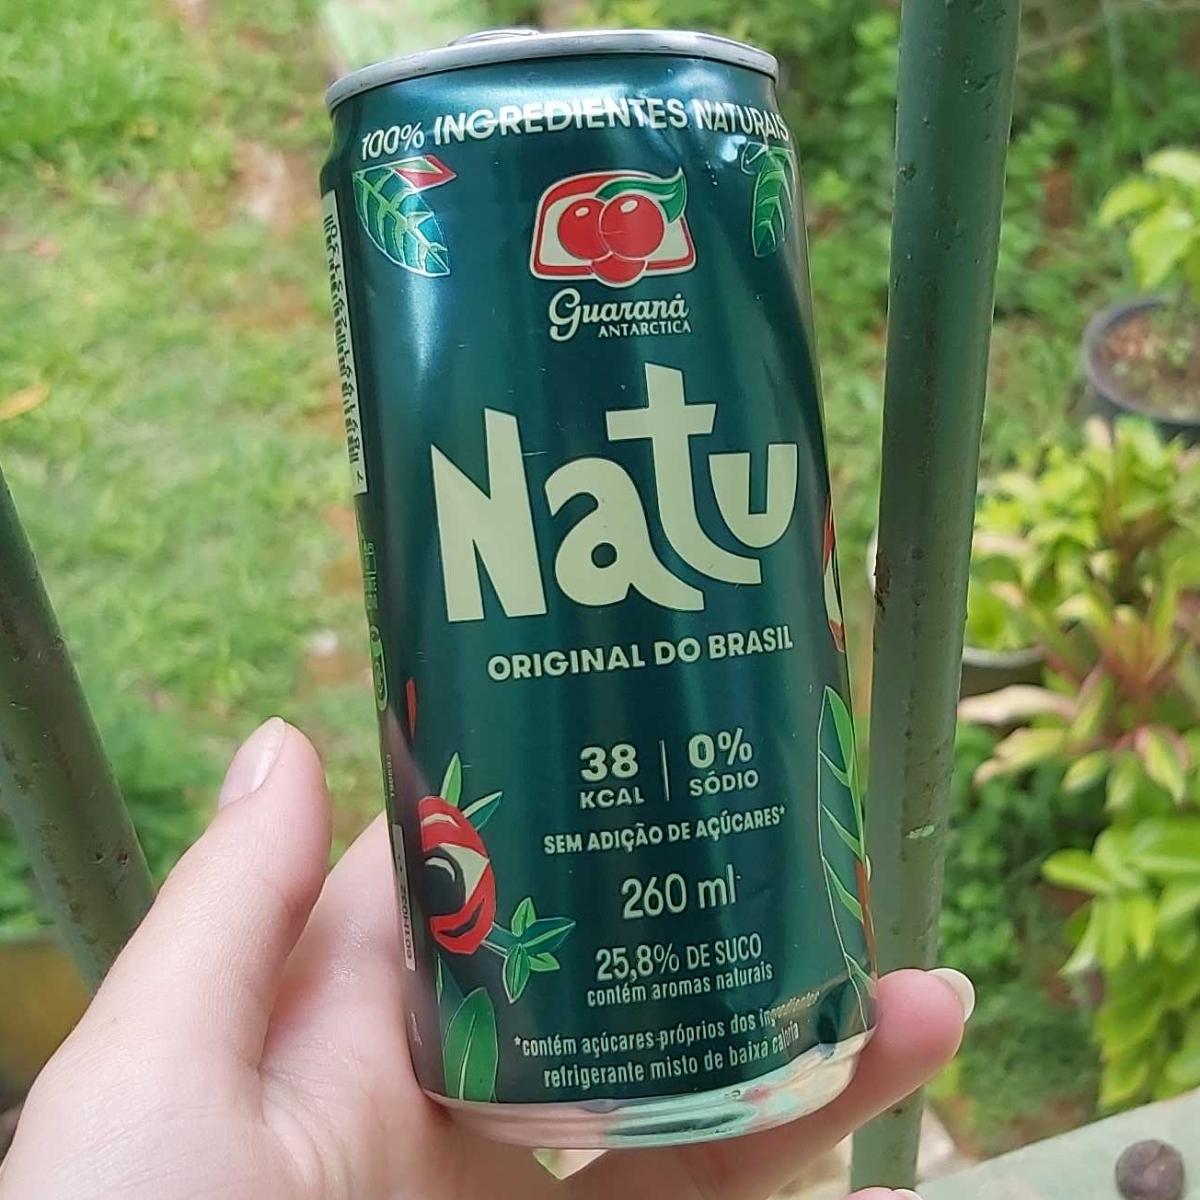 100% INGREDIENTES NATURAIS
Guaraná
ANTARCTICA
Natu
ORIGINAL DO BRASIL
38
KCAL
0%
SÓDIO
SEM ADIÇÃO DE AÇÚCARES*
260 ml
25,8% DE SUCO
contém aromas naturais
*contém açúcares próprios dos ingredientes
refrigerante misto de baixa caloria